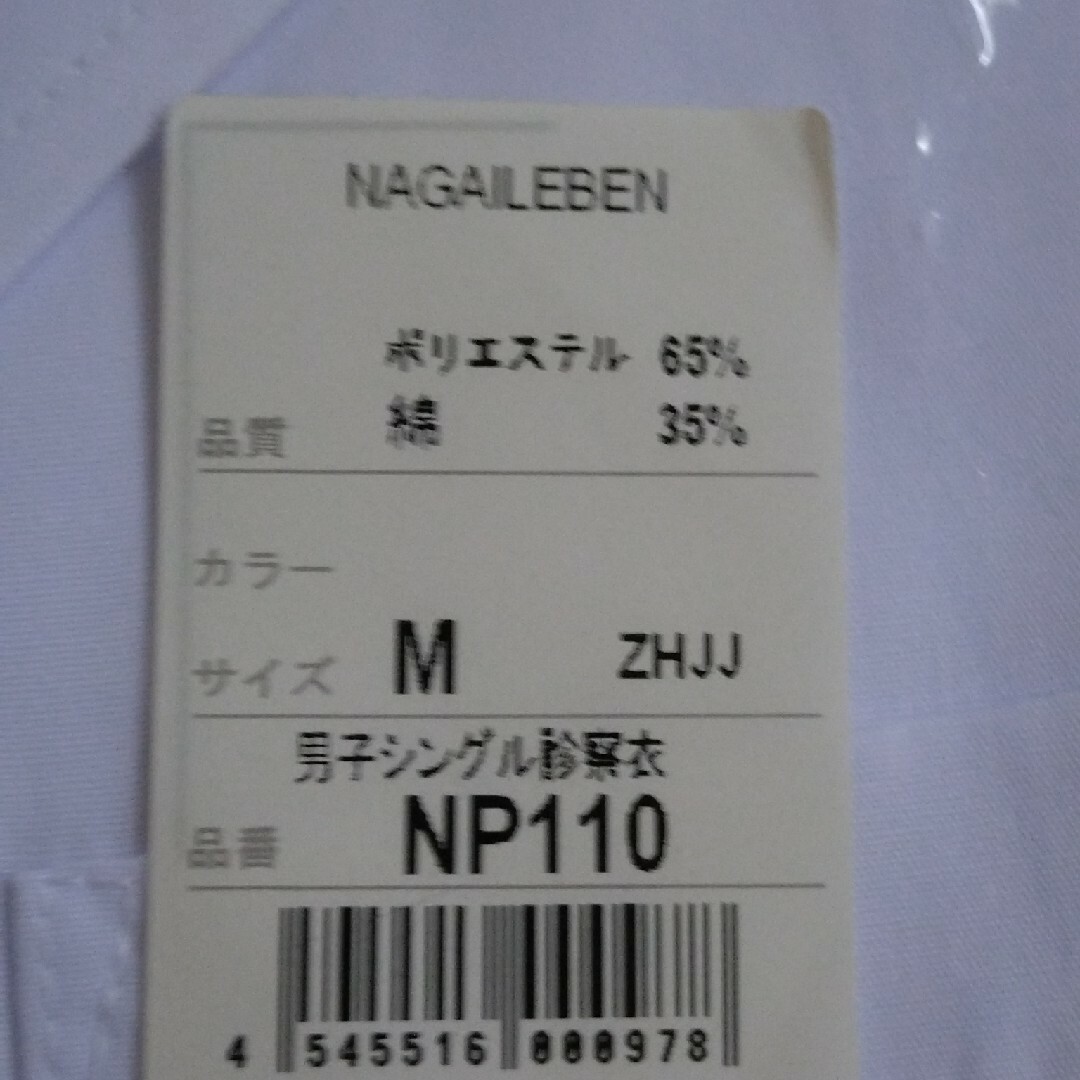 NAGAILEBEN
ポリエステル 65%
品質 綿 35%
カラー
サイズ M ZHJJ
男子シングル診察衣
品番 NP110
4 545516 000978